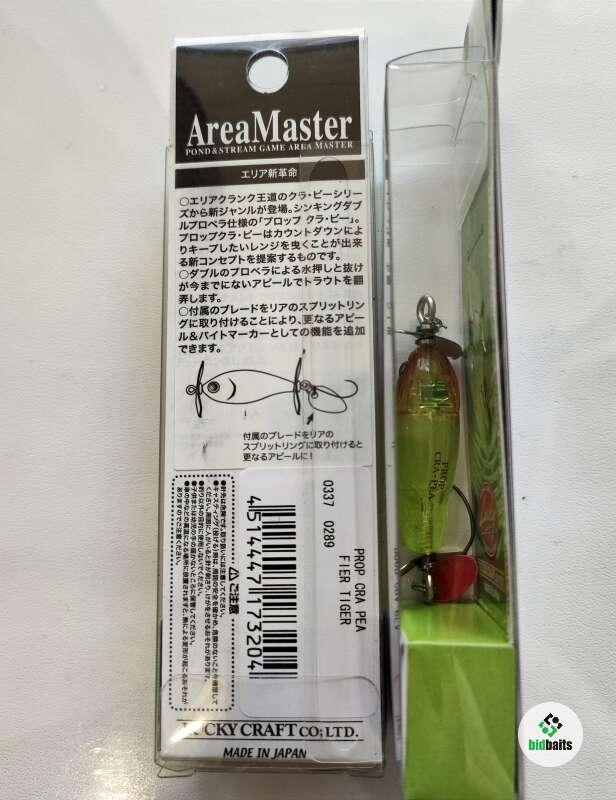 AreaMaster
POND & STREAM GAME AREA MASTER
エリア新革命
○エリアクランク王道のクラ・ピーシリー
ズから新ジャンルが登場。シンキングダブ
ルプロペラ仕様の「プロップ クラ・ピー」。
プロップクラ・ピーはカウントダウンによ
りキープしたいレンジを曳くことが出来
る新コンセプトを提案するものです。
○ダブルのプロペラによる水押しと抜け
が今までにないアピールでトラウトを翻
弄します。
○付属のブレードをリアのスプリットリン
グに取り付けることにより、更なるアピー
ル＆バイトマーカーとしての機能を追加
できます。
付属のブレードをリアの
スプリットリングに取り付けると
更なるアピールに!
⚠ご注意
4514447173204
0337 0289
PROP CRA PEA
FIER TIGER
LUCKY CRAFT CO;LTD.
MADE IN JAPAN
PROP
CRA-PEA
bidbaits